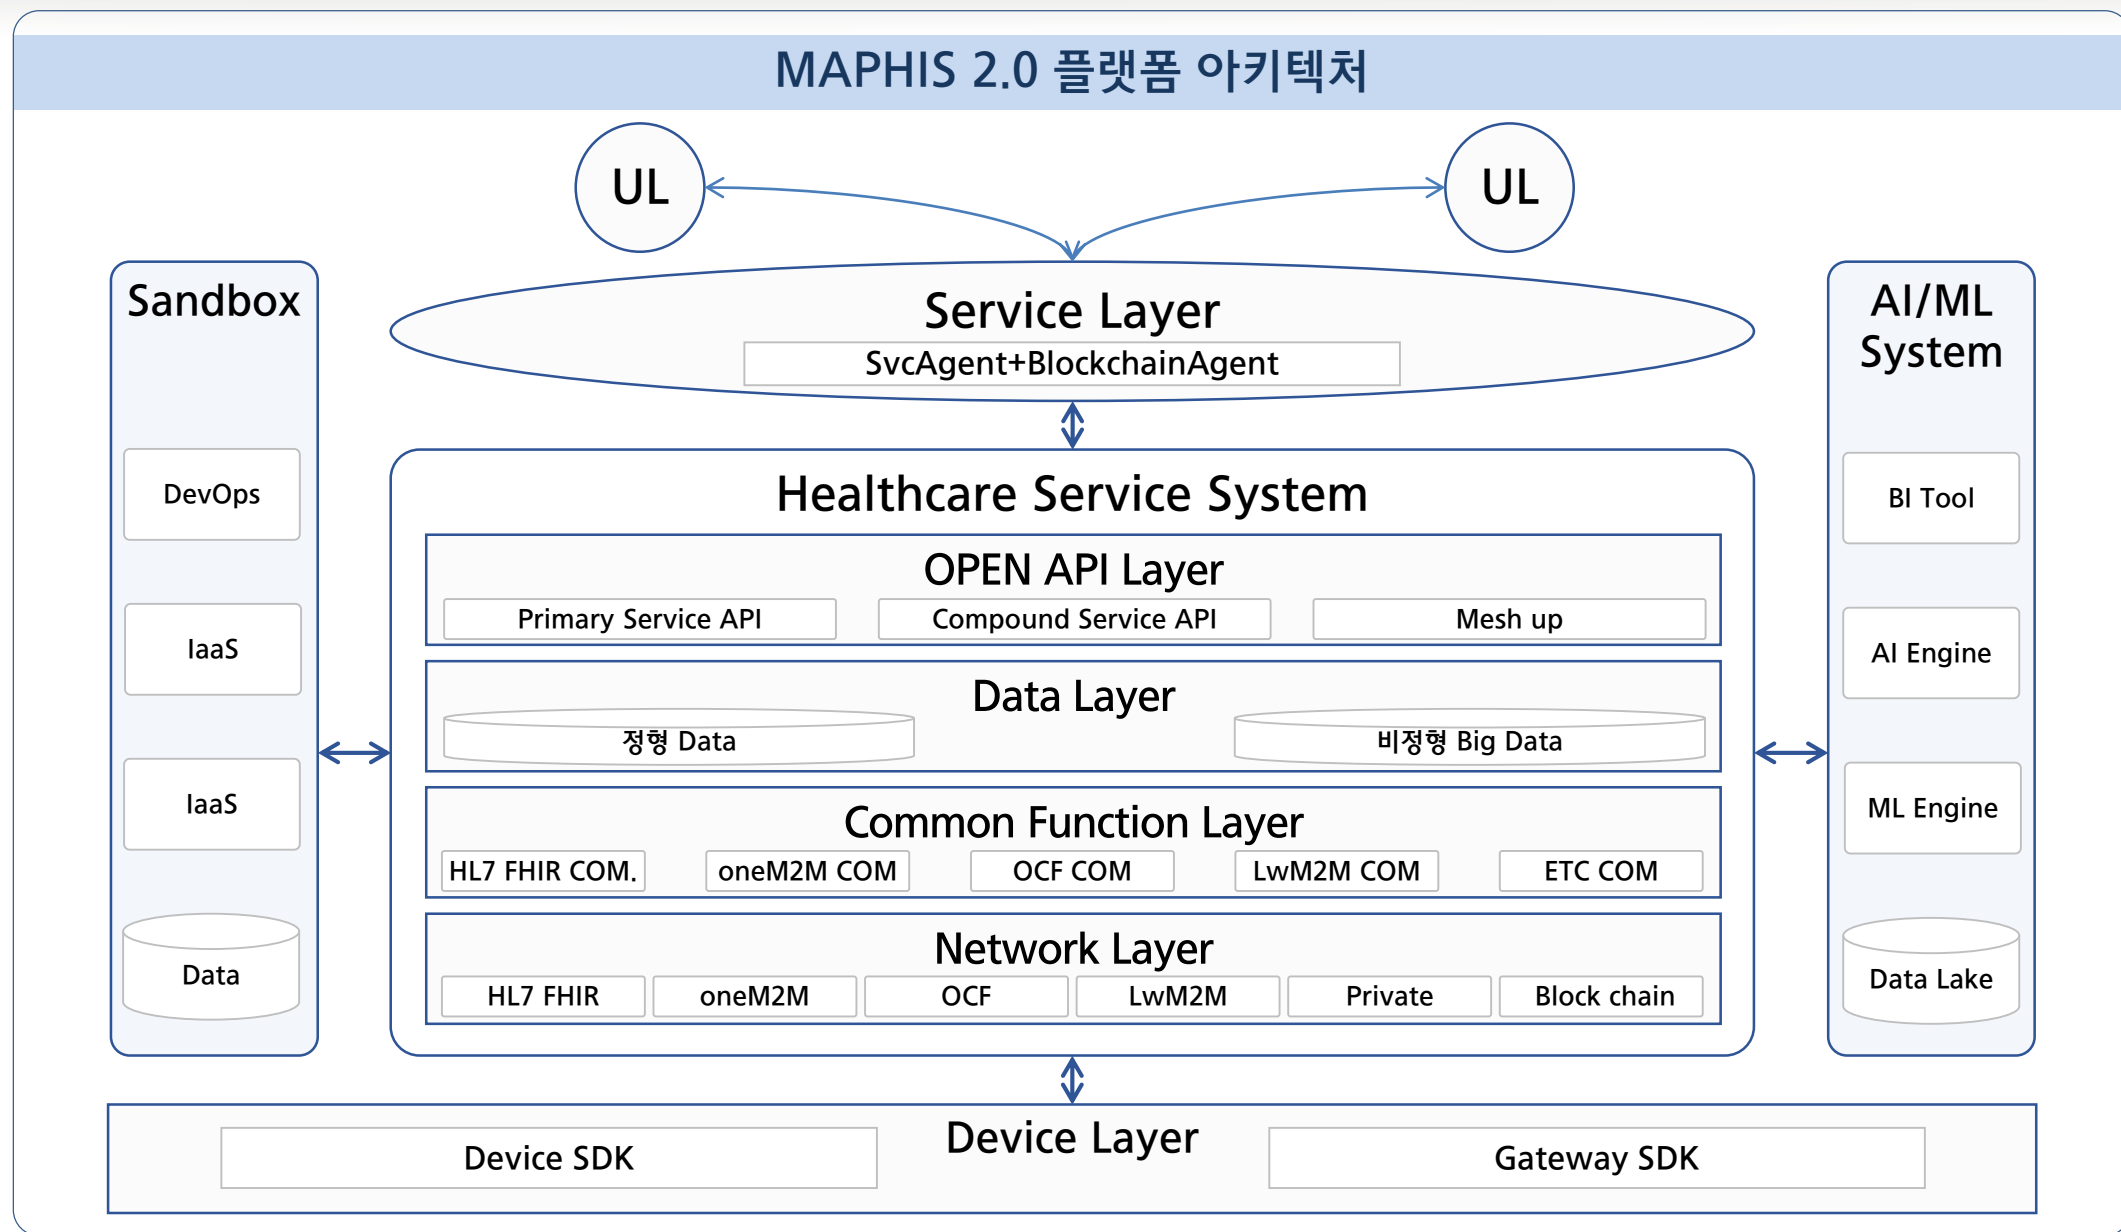 MAPHIS 2.0 플랫폼 아키텍처
UL
UL
Service Layer
SvcAgent+BlockchainAgent
Sandbox
DevOps
IaaS
IaaS
Data
Healthcare Service System
OPEN API Layer
Primary Service API
Compound Service API
Mesh up
Data Layer
정형 Data
비정형 Big Data
Common Function Layer
HL7 FHIR COM.
oneM2M COM
OCF COM
LwM2M COM
ETC COM
Network Layer
HL7 FHIR
oneM2M
OCF
LwM2M
Private
Block chain
AI/ML
System
BI Tool
AI Engine
ML Engine
Data Lake
Device Layer
Device SDK
Gateway SDK